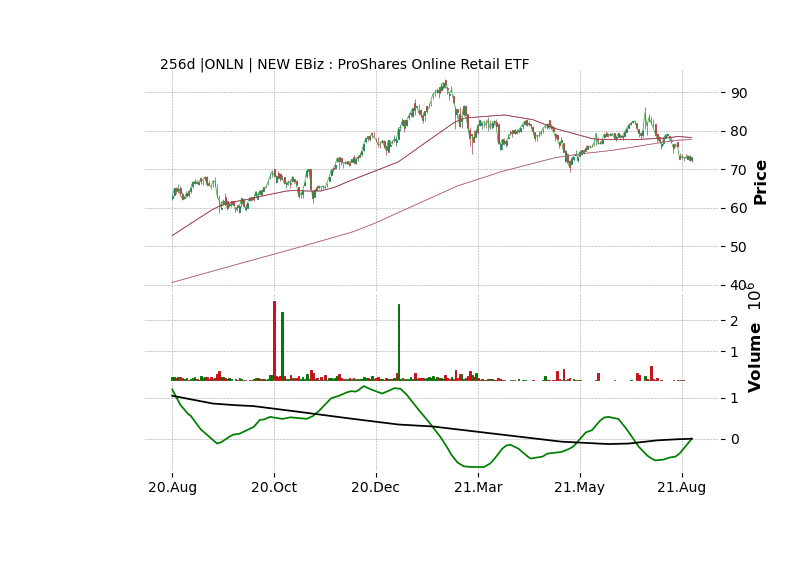 256d |ONLN | NEW EBiz : ProShares Online Retail ETF
90
80
70
60
50
40
Price
10⁶
2
1
Volume
1
0
20.Aug
20.Oct
20.Dec
21.Mar
21.May
21.Aug